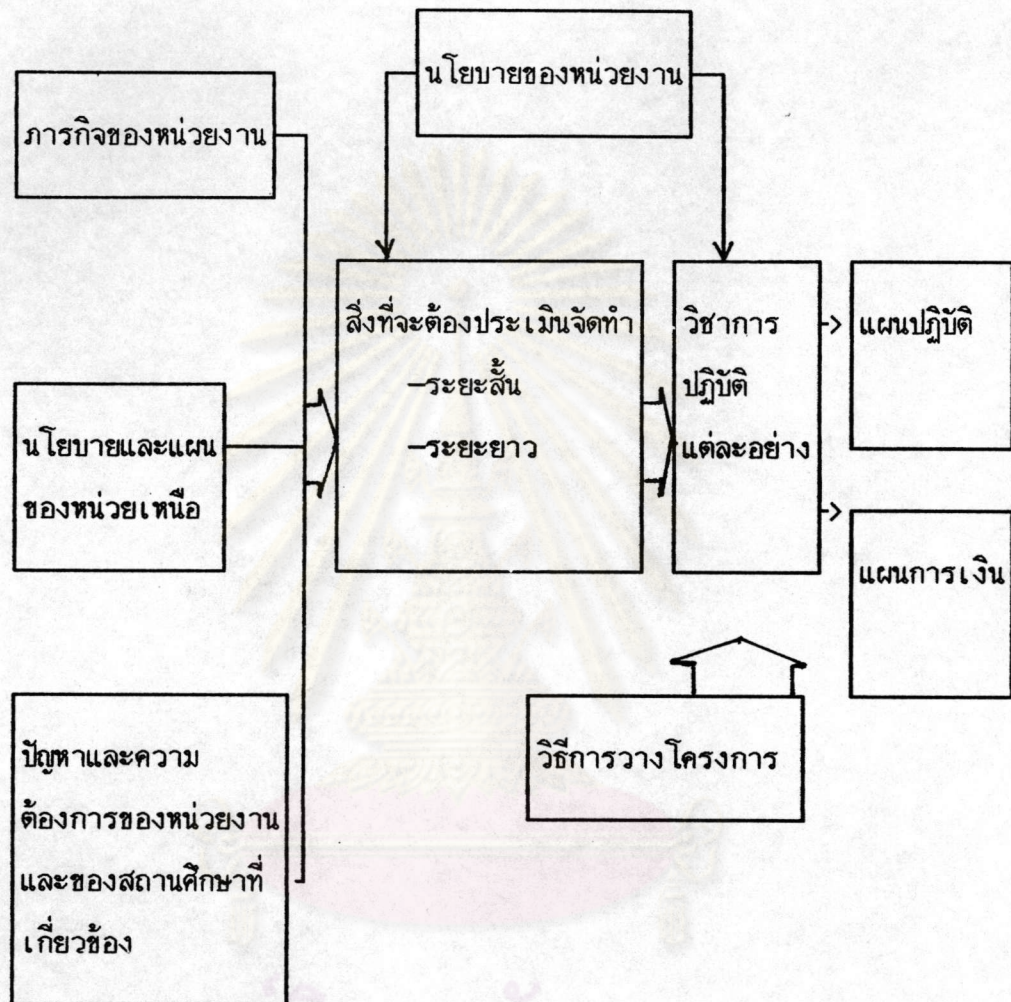 นโยบายของหน่วยงาน
ภารกิจของหน่วยงาน
สิ่งที่จะต้องประเมินจัดทำ
-ระยะสั้น
-ระยะยาว
วิชาการ
ปฏิบัติ
แต่ละอย่าง
แผนปฏิบัติ
นโยบายและแผน
ของหน่วยเหนือ
แผนการเงิน
ปัญหาและความ
ต้องการของหน่วยงาน
และของสถานศึกษาที่
เกี่ยวข้อง
วิธีการวางโครงการ